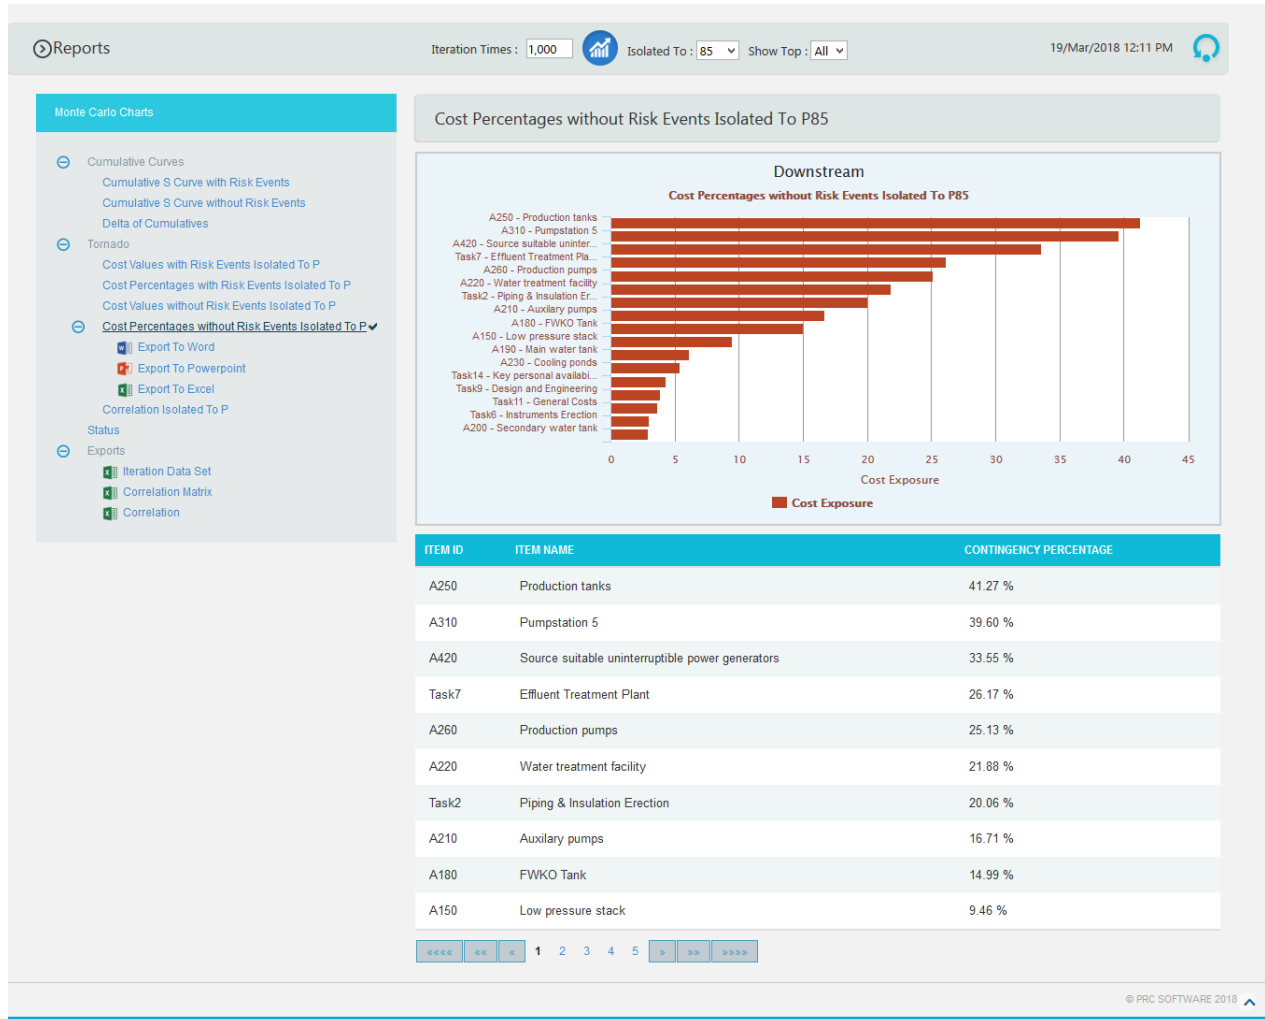 Reports
Iteration Times : 1,000 Isolated To : 85 Show Top : All
19/Mar/2018 12:11 PM
Monte Carlo Charts
Cumulative Curves
Cumulative S Curve with Risk Events
Cumulative S Curve without Risk Events
Delta of Cumulatives
Tornado
Cost Values with Risk Events Isolated To P
Cost Percentages with Risk Events Isolated To P
Cost Values without Risk Events Isolated To P
Cost Percentages without Risk Events Isolated To P
Export To Word
Export To Powerpoint
Export To Excel
Correlation Isolated To P
Status
Exports
Iteration Data Set
Correlation Matrix
Correlation
Cost Percentages without Risk Events Isolated To P85
Downstream
Cost Percentages without Risk Events Isolated To P85
A250 - Production tanks
A310 - Pumpstation 5
A420 - Source suitable uninter...
Task7 - Effluent Treatment Pla...
A260 - Production pumps
A220 - Water treatment facility
Task2 - Piping & Insulation Er...
A210 - Auxilary pumps
A180 - FWKO Tank
A150 - Low pressure stack
A190 - Main water tank
A230 - Cooling ponds
Task14 - Key personal availabi...
Task9 - Design and Engineering
Task11 - General Costs
Task6 - Instruments Erection
A200 - Secondary water tank
0 5 10 15 20 25 30 35 40 45
Cost Exposure
Cost Exposure
ITEM ID ITEM NAME CONTINGENCY PERCENTAGE
A250 Production tanks 41.27 %
A310 Pumpstation 5 39.60 %
A420 Source suitable uninterruptible power generators 33.55 %
Task7 Effluent Treatment Plant 26.17 %
A260 Production pumps 25.13 %
A220 Water treatment facility 21.88 %
Task2 Piping & Insulation Erection 20.06 %
A210 Auxilary pumps 16.71 %
A180 FWKO Tank 14.99 %
A150 Low pressure stack 9.46 %
«««« «« « 1 2 3 4 5 » »» »»»»
© PRC SOFTWARE 2018